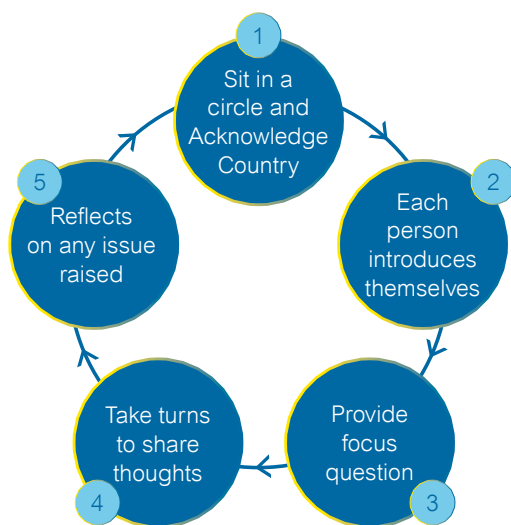 1
Sit in a
circle and
Acknowledge
Country
2
Each
person
introduces
themselves
3
Provide
focus
question
4
Take turns
to share
thoughts
5
Reflects
on any issue
raised